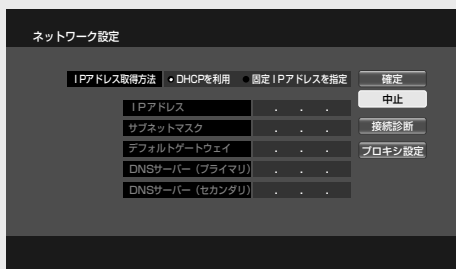 ネットワーク設定
IPアドレス取得方法 ・DHCPを利用 ・固定IPアドレスを指定 確定
IPアドレス . . . 中止
サブネットマスク . . . 接続診断
デフォルトゲートウェイ . . . プロキシ設定
DNSサーバー（プライマリ） . . .
DNSサーバー（セカンダリ） . . .